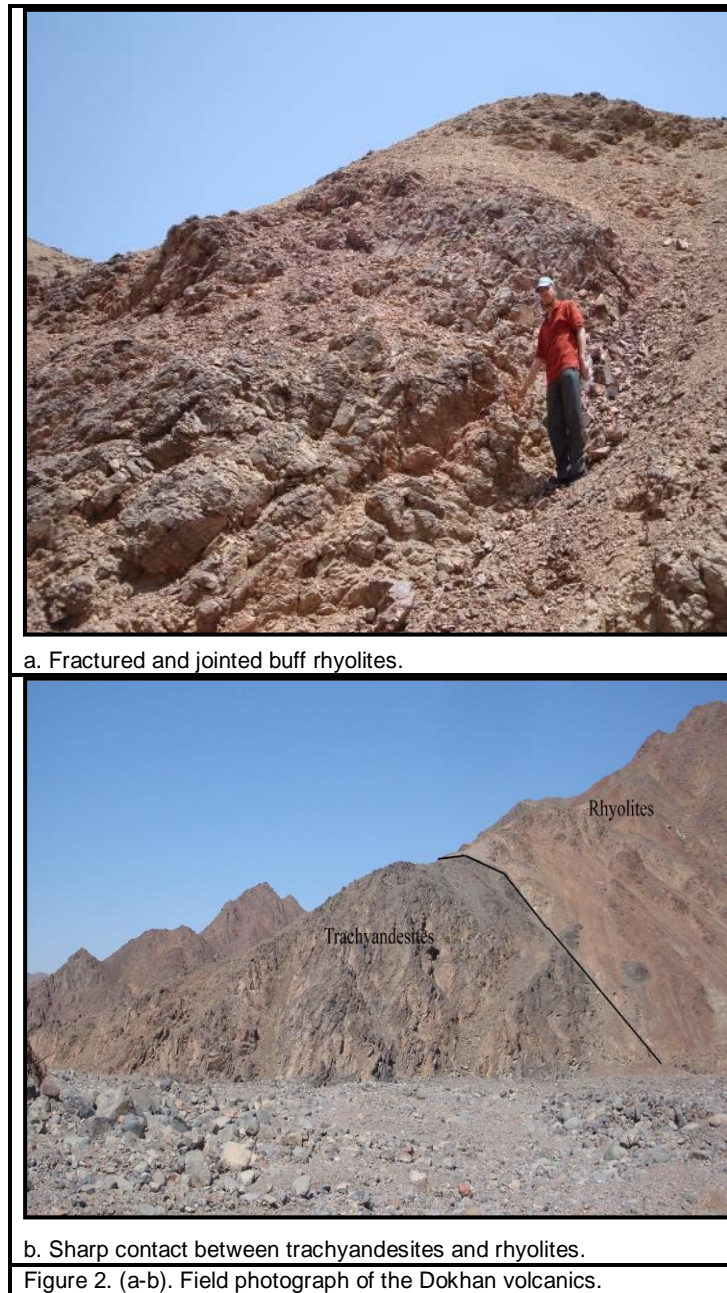 a. Fractured and jointed buff rhyolites.
Rhyolites
Trachyandesites
b. Sharp contact between trachyandesites and rhyolites.
Figure 2. (a-b). Field photograph of the Dokhan volcanics.